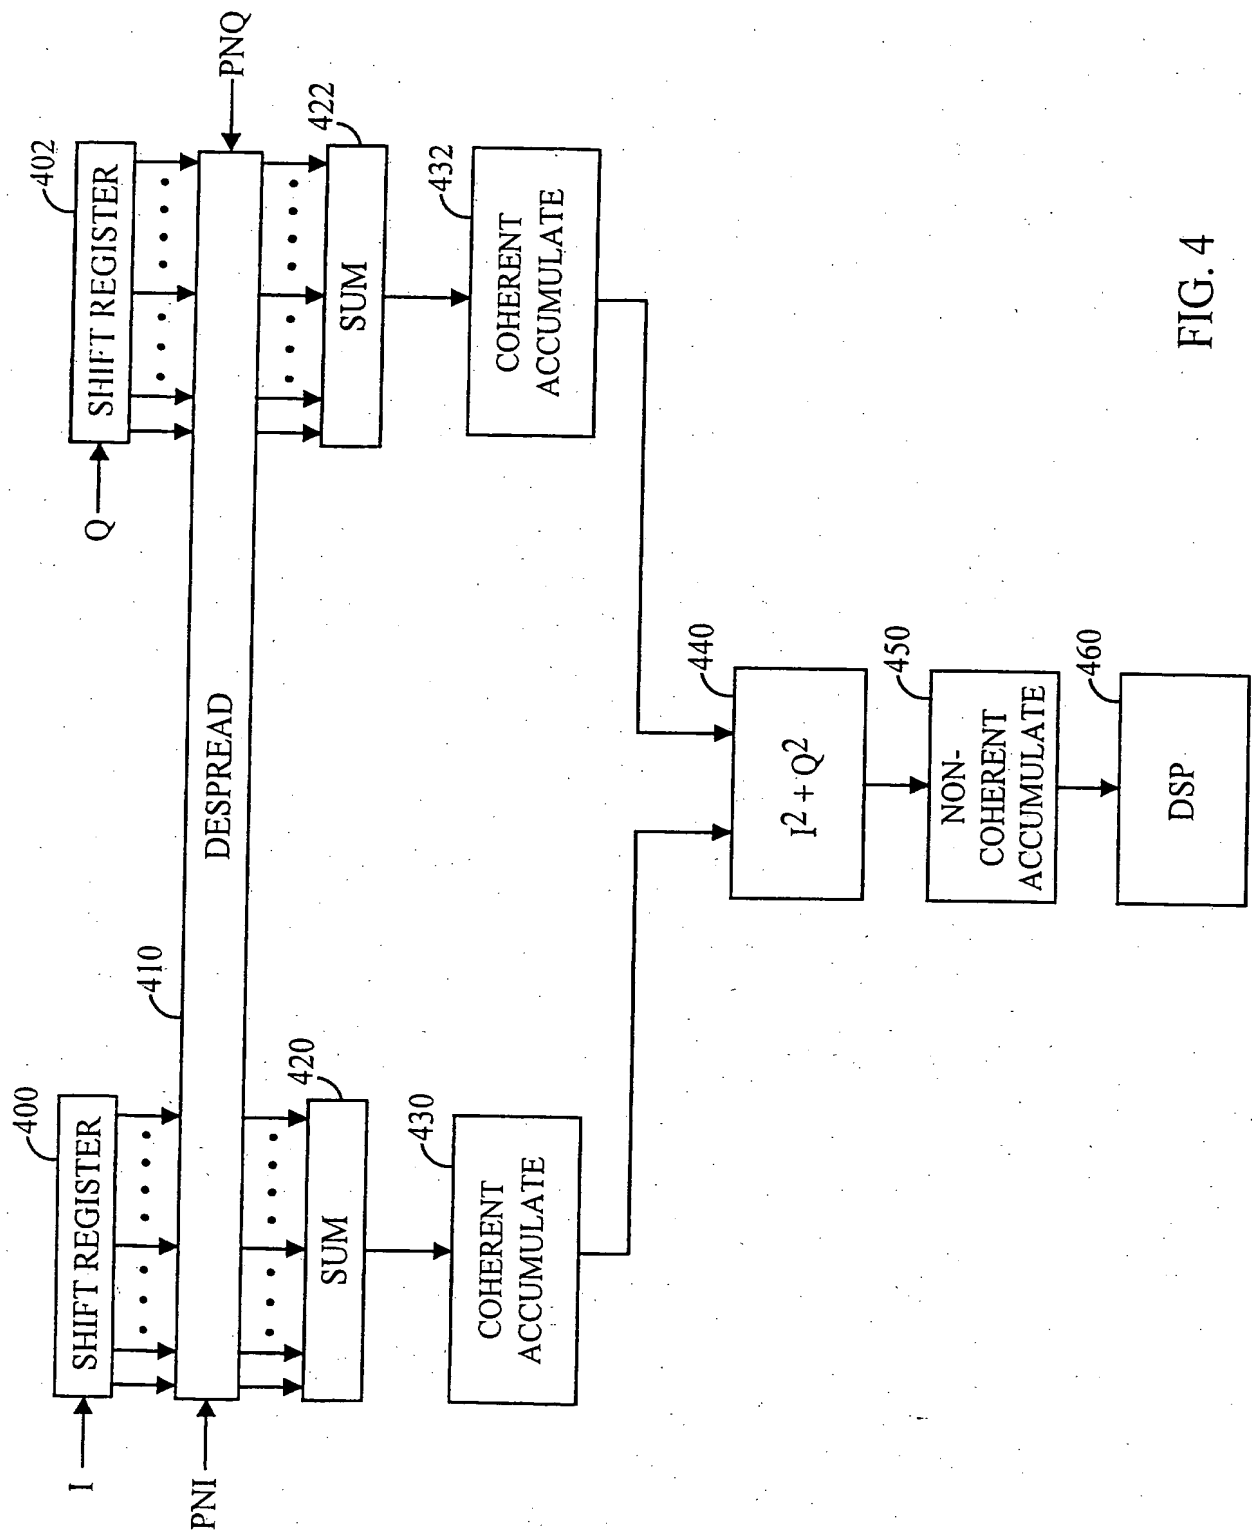 I
SHIFT REGISTER
400
Q
SHIFT REGISTER
402
PNI
DESPREAD
410
PNQ
SUM
420
SUM
422
COHERENT
ACCUMULATE
430
COHERENT
ACCUMULATE
432
I² + Q²
440
NON-
COHERENT
ACCUMULATE
450
DSP
460
FIG. 4